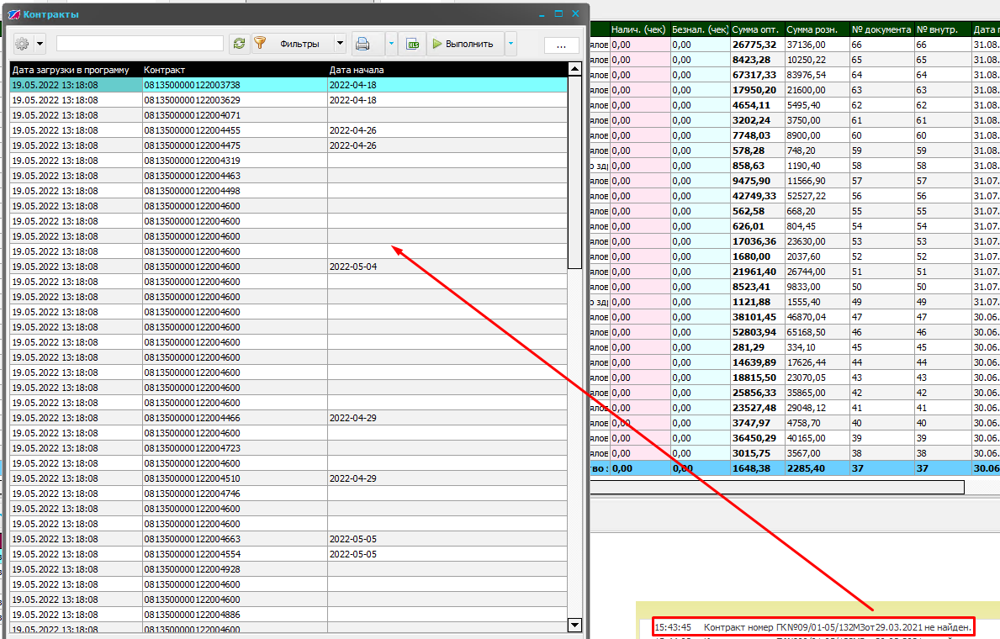 Контракты
Фильтры
XLS
Выполнить
...
Дата загрузки в программу Контракт Дата начала
19.05.2022 13:18:08 0813500000122003738 2022-04-18
19.05.2022 13:18:08 0813500000122003629 2022-04-18
19.05.2022 13:18:08 0813500000122004071
19.05.2022 13:18:08 0813500000122004455 2022-04-26
19.05.2022 13:18:08 0813500000122004475 2022-04-26
19.05.2022 13:18:08 0813500000122004319
19.05.2022 13:18:08 0813500000122004463
19.05.2022 13:18:08 0813500000122004498
19.05.2022 13:18:08 0813500000122004600
19.05.2022 13:18:08 0813500000122004600
19.05.2022 13:18:08 0813500000122004600
19.05.2022 13:18:08 0813500000122004600
19.05.2022 13:18:08 0813500000122004600 2022-05-04
19.05.2022 13:18:08 0813500000122004600
19.05.2022 13:18:08 0813500000122004600
19.05.2022 13:18:08 0813500000122004600
19.05.2022 13:18:08 0813500000122004600
19.05.2022 13:18:08 0813500000122004600
19.05.2022 13:18:08 0813500000122004600
19.05.2022 13:18:08 0813500000122004600
19.05.2022 13:18:08 0813500000122004600
19.05.2022 13:18:08 0813500000122004600
19.05.2022 13:18:08 0813500000122004466 2022-04-29
19.05.2022 13:18:08 0813500000122004600
19.05.2022 13:18:08 0813500000122004723
19.05.2022 13:18:08 0813500000122004600
19.05.2022 13:18:08 0813500000122004510 2022-04-29
19.05.2022 13:18:08 0813500000122004746
19.05.2022 13:18:08 0813500000122004600
19.05.2022 13:18:08 0813500000122004600
19.05.2022 13:18:08 0813500000122004663 2022-05-05
19.05.2022 13:18:08 0813500000122004554 2022-05-05
19.05.2022 13:18:08 0813500000122004928
19.05.2022 13:18:08 0813500000122004600
19.05.2022 13:18:08 0813500000122004600
19.05.2022 13:18:08 0813500000122004886
19.05.2022 13:18:08 0813500000122004600
Налич. (чек) Безнал. (чек) Сумма опт. Сумма розн. № документа № внутр. Дата
ялов 0,00 0,00 26775,32 37136,00 66 66 31.08.
ялов 0,00 0,00 8423,28 10250,22 65 65 31.08.
ялов 0,00 0,00 67317,33 83976,54 64 64 31.08.
ялов 0,00 0,00 17950,20 21600,00 63 63 31.08.
ялов 0,00 0,00 4654,11 5495,40 62 62 31.08.
ялов 0,00 0,00 3202,24 3750,00 61 61 31.08.
ялов 0,00 0,00 7748,03 8900,00 60 60 31.08.
ялов 0,00 0,00 578,28 748,20 59 59 31.08.
о зд 0,00 0,00 858,63 1190,40 58 58 31.08.
ялов 0,00 0,00 9475,90 11566,90 57 57 31.07.
ялов 0,00 0,00 42749,33 52527,22 56 56 31.07.
ялов 0,00 0,00 562,58 668,20 55 55 31.07.
ялов 0,00 0,00 626,01 804,45 54 54 31.07.
ялов 0,00 0,00 17036,36 23630,00 53 53 31.07.
ялов 0,00 0,00 1680,00 2037,60 52 52 31.07.
ялов 0,00 0,00 21961,40 26744,00 51 51 31.07.
ялов 0,00 0,00 8523,41 9833,00 50 50 31.07.
о зд 0,00 0,00 1121,88 1555,40 49 49 31.07.
ялов 0,00 0,00 38101,45 46870,04 47 47 30.06.
ялов 0,00 0,00 52803,94 65168,50 46 46 30.06.
ялов 0,00 0,00 281,29 334,10 45 45 30.06.
ялов 0,00 0,00 14639,89 17626,44 44 44 30.06.
ялов 0,00 0,00 18815,50 23070,05 43 43 30.06.
ялов 0,00 0,00 25856,33 35865,00 42 42 30.06.
ялов 0,00 0,00 23527,48 29048,12 41 41 30.06.
ялов 0,00 0,00 3747,97 4758,70 40 40 30.06.
ялов 0,00 0,00 36450,29 40165,00 39 39 30.06.
ялов 0,00 0,00 3015,75 3567,00 38 38 30.06.
тво з 0,00 0,00 1648,38 2285,40 37 37 30.06
15:43:45 Контракт номер ГК№09/01-05/132МЗот29.03.2021 не найден.